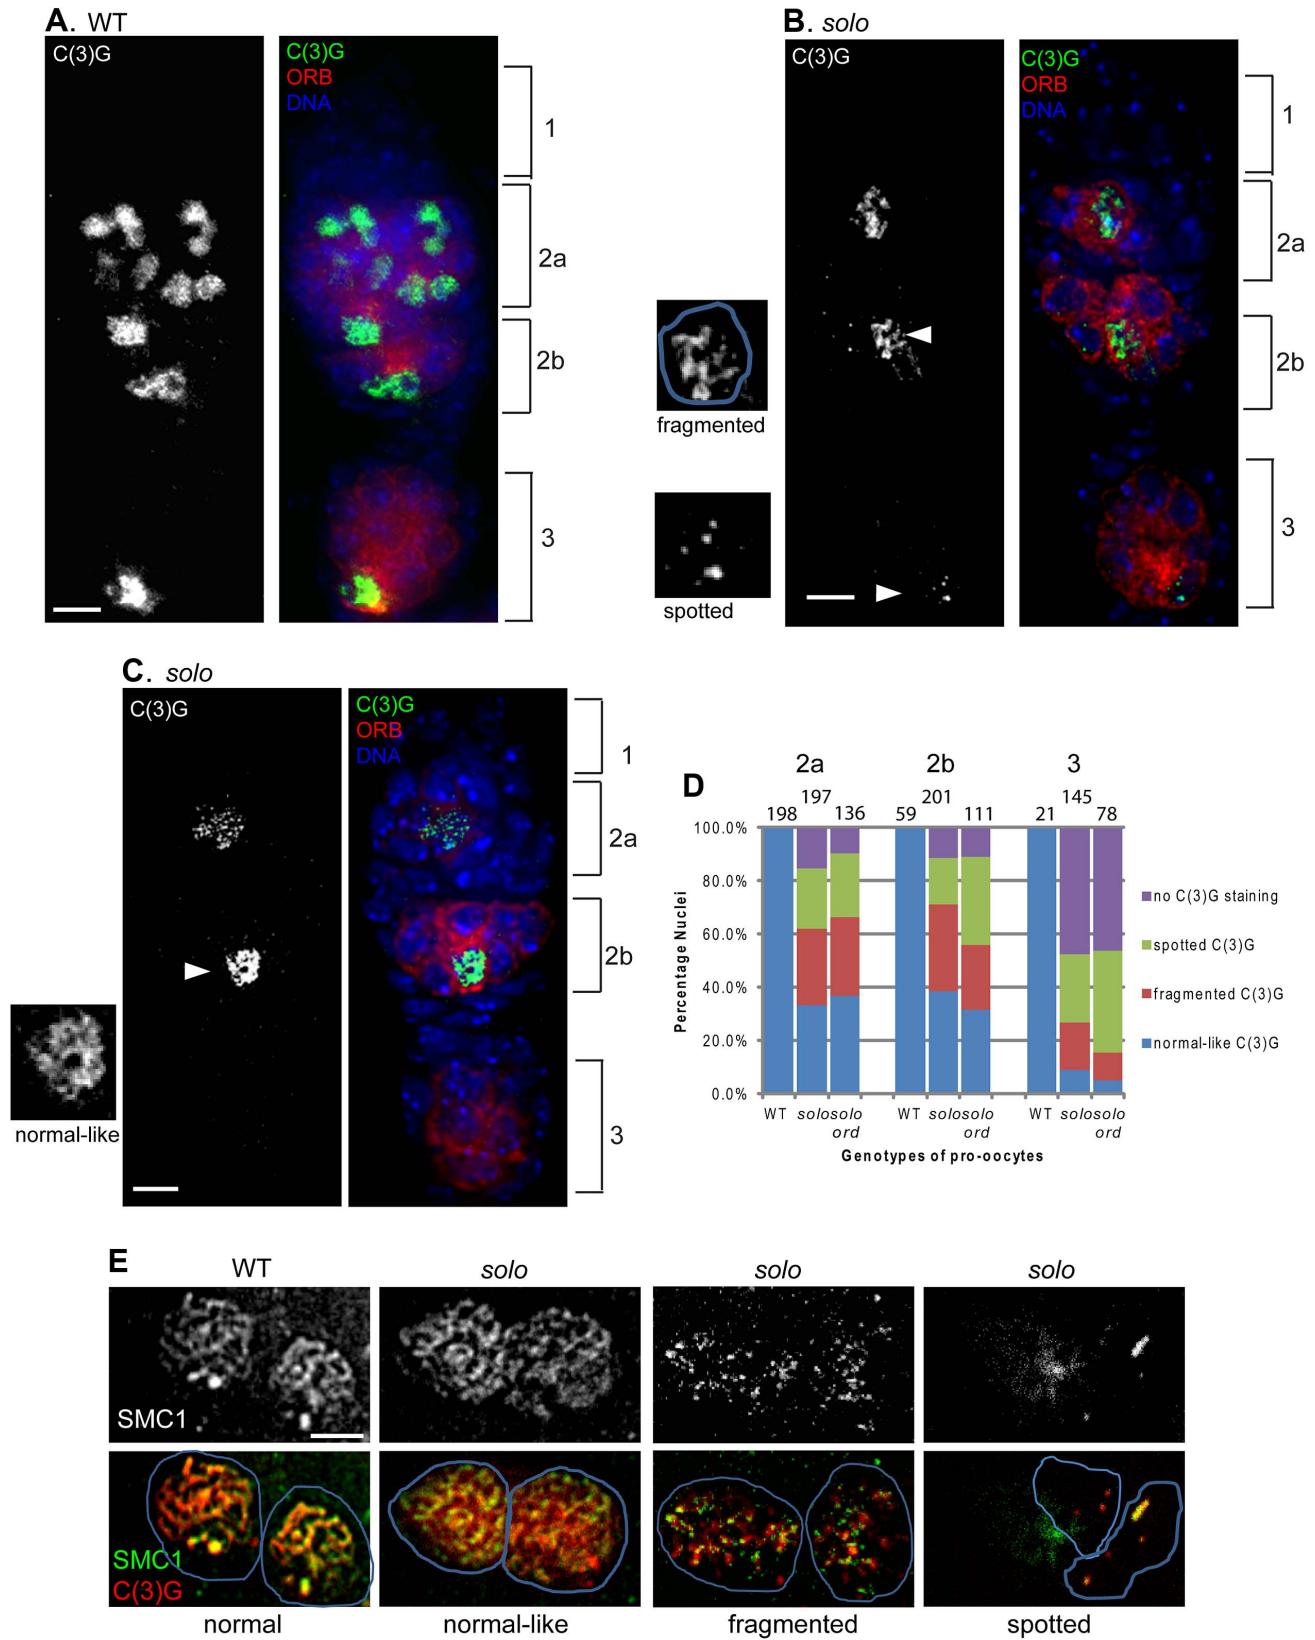 A. WT
C(3)G
C(3)G
ORB
DNA
1
2a
2b
3
B. solo
C(3)G
C(3)G
ORB
DNA
1
2a
2b
3
fragmented
spotted
C. solo
C(3)G
C(3)G
ORB
DNA
1
2a
2b
3
normal-like
D
2a 2b 3
198 197 136 59 201 111 21 145 78
100.0%
80.0%
60.0%
40.0%
20.0%
0.0%
Percentage Nuclei
WT solo solo WT solo solo WT solo solo
ord ord ord
Genotypes of pro-oocytes
no C(3)G staining
spotted C(3)G
fragmented C(3)G
normal-like C(3)G
E
WT solo solo solo
SMC1
SMC1
C(3)G
normal normal-like fragmented spotted